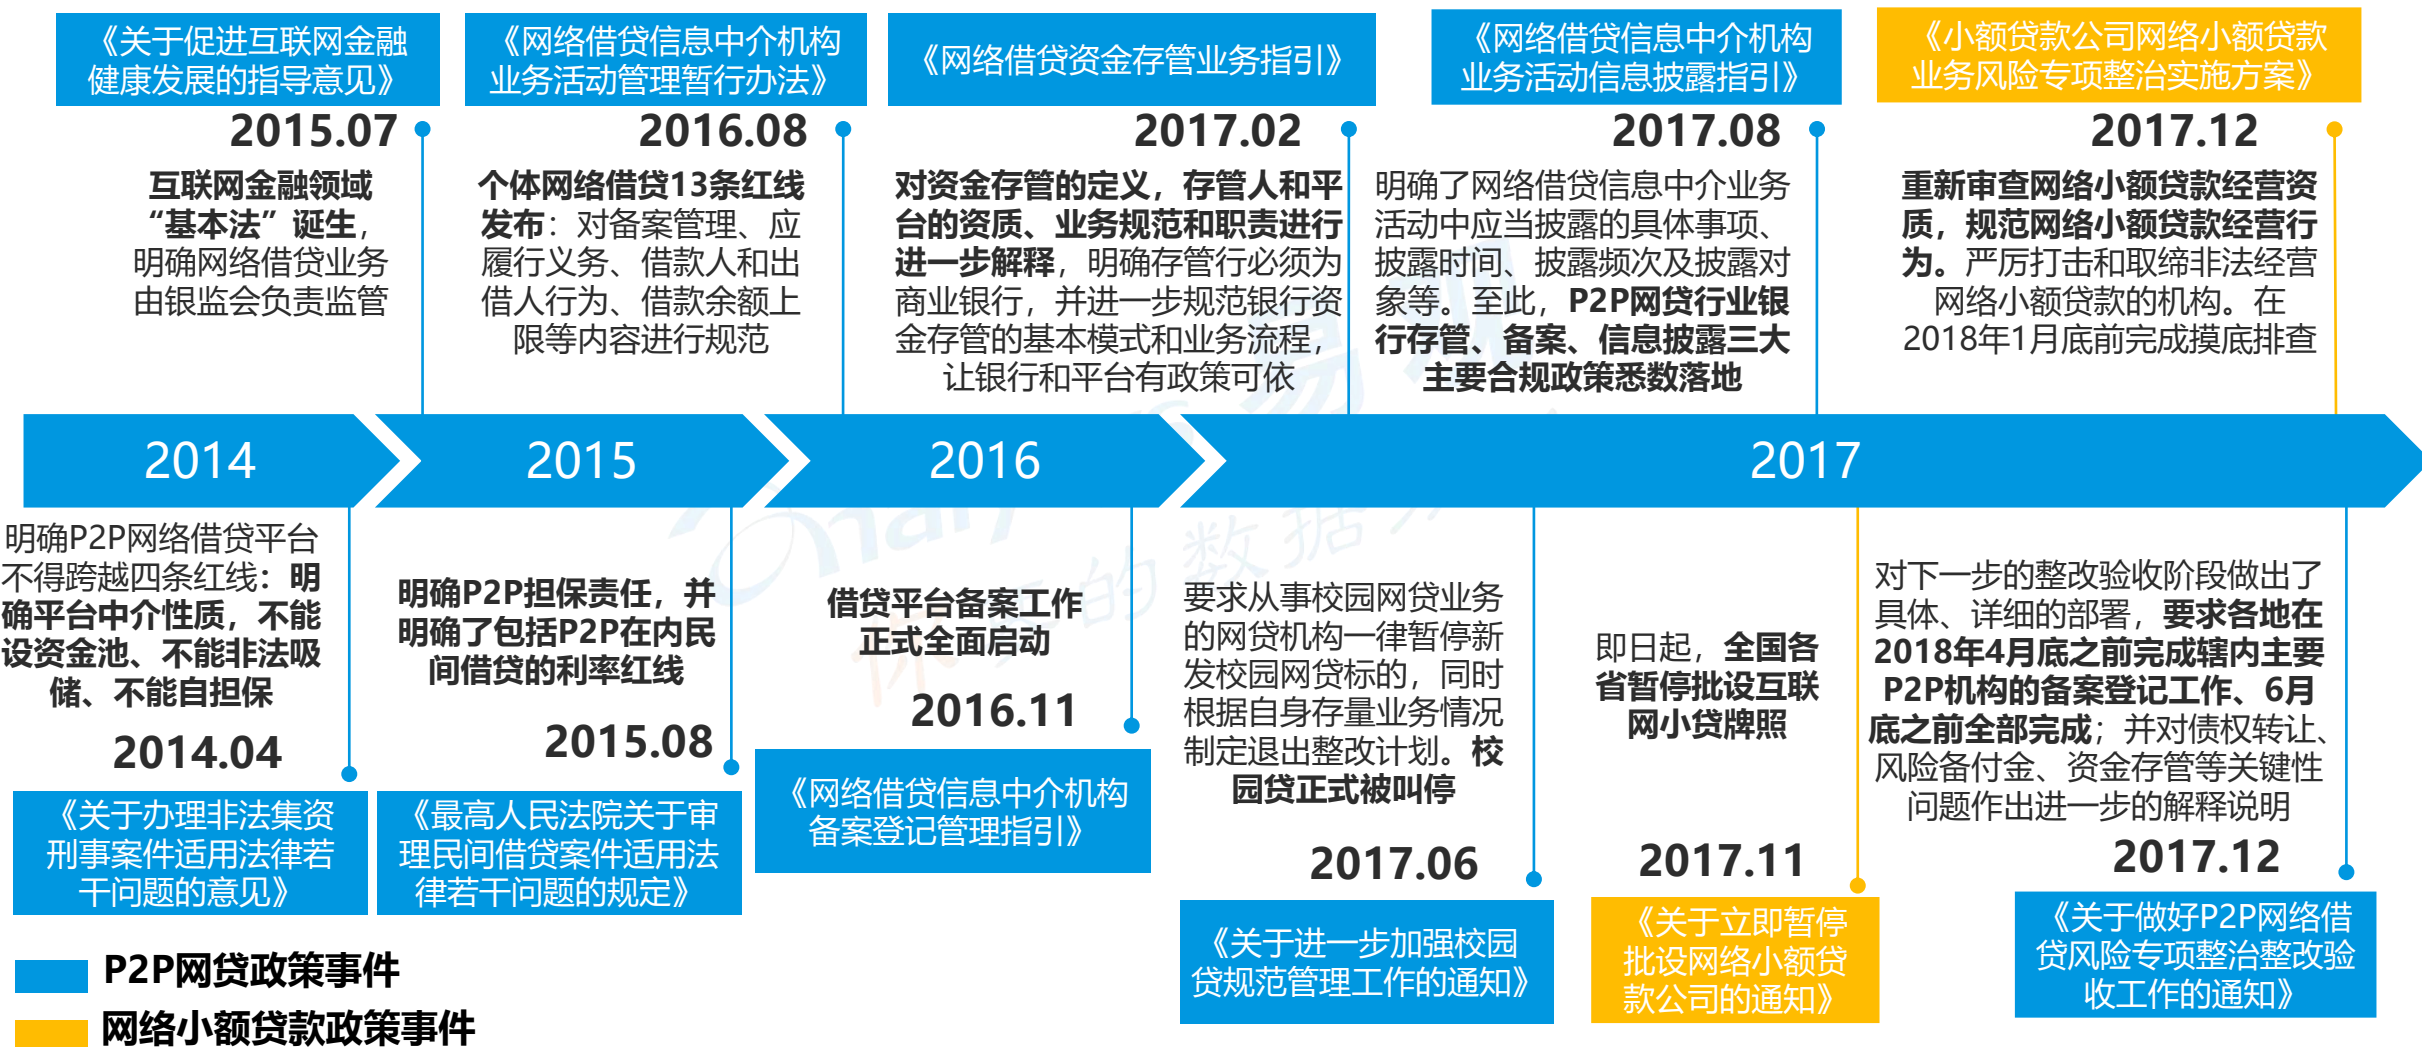 《关于促进互联网金融
健康发展的指导意见》
2015.07
互联网金融领域
“基本法”诞生，
明确网络借贷业务
由银监会负责监管
《网络借贷信息中介机构
业务活动管理暂行办法》
2016.08
个体网络借贷13条红线
发布：对备案管理、应
履行义务、借款人和出
借人行为、借款余额上
限等内容进行规范
《网络借贷资金存管业务指引》
2017.02
对资金存管的定义，存管人和平
台的资质、业务规范和职责进行
进一步解释，明确存管行必须为
商业银行，并进一步规范银行资
金存管的基本模式和业务流程，
让银行和平台有政策可依
《网络借贷信息中介机构
业务活动信息披露指引》
2017.08
明确了网络借贷信息中介业务
活动中应当披露的具体事项、
披露时间、披露频次及披露对
象等。至此，P2P网贷行业银
行存管、备案、信息披露三大
主要合规政策悉数落地
《小额贷款公司网络小额贷款
业务风险专项整治实施方案》
2017.12
重新审查网络小额贷款经营资
质，规范网络小额贷款经营行
为。严厉打击和取缔非法经营
网络小额贷款的机构。在
2018年1月底前完成摸底排查
2014
2015
2016
2017
明确P2P网络借贷平台
不得跨越四条红线：明
确平台中介性质，不能
设资金池、不能非法吸
储、不能自担保
2014.04
《关于办理非法集资
刑事案件适用法律若
干问题的意见》
明确P2P担保责任，并
明确了包括P2P在内民
间借贷的利率红线
2015.08
《最高人民法院关于审
理民间借贷案件适用法
律若干问题的规定》
借贷平台备案工作
正式全面启动
2016.11
《网络借贷信息中介机构
备案登记管理指引》
要求从事校园网贷业务
的网贷机构一律暂停新
发校园网贷标的，同时
根据自身存量业务情况
制定退出整改计划。校
园贷正式被叫停
2017.06
《关于进一步加强校园
贷规范管理工作的通知》
即日起，全国各
省暂停批设互联
网小贷牌照
2017.11
《关于立即暂停
批设网络小额贷
款公司的通知》
对下一步的整改验收阶段做出了
具体、详细的部署，要求各地在
2018年4月底之前完成辖内主要
P2P机构的备案登记工作、6月
底之前全部完成；并对债权转让、
风险备付金、资金存管等关键性
问题作出进一步的解释说明
2017.12
《关于做好P2P网络借
贷风险专项整治整改验
收工作的通知》
P2P网贷政策事件
网络小额贷款政策事件
易观
的数据